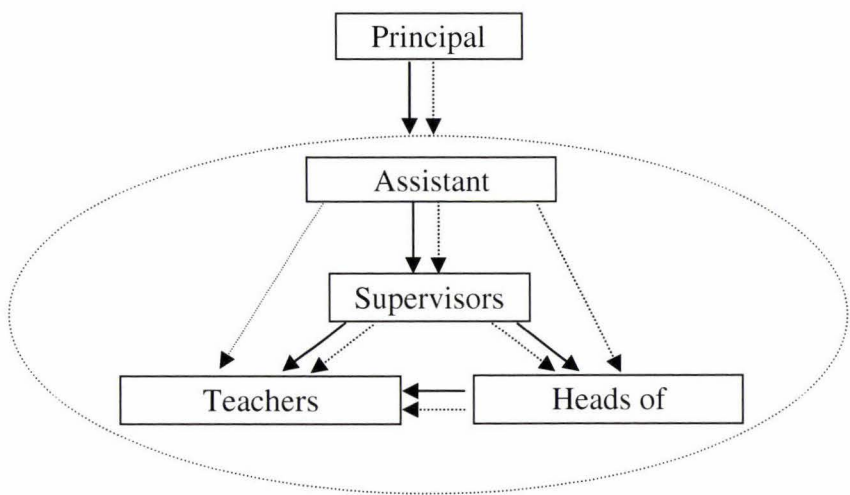 Principal
Assistant
Supervisors
Teachers
Heads of